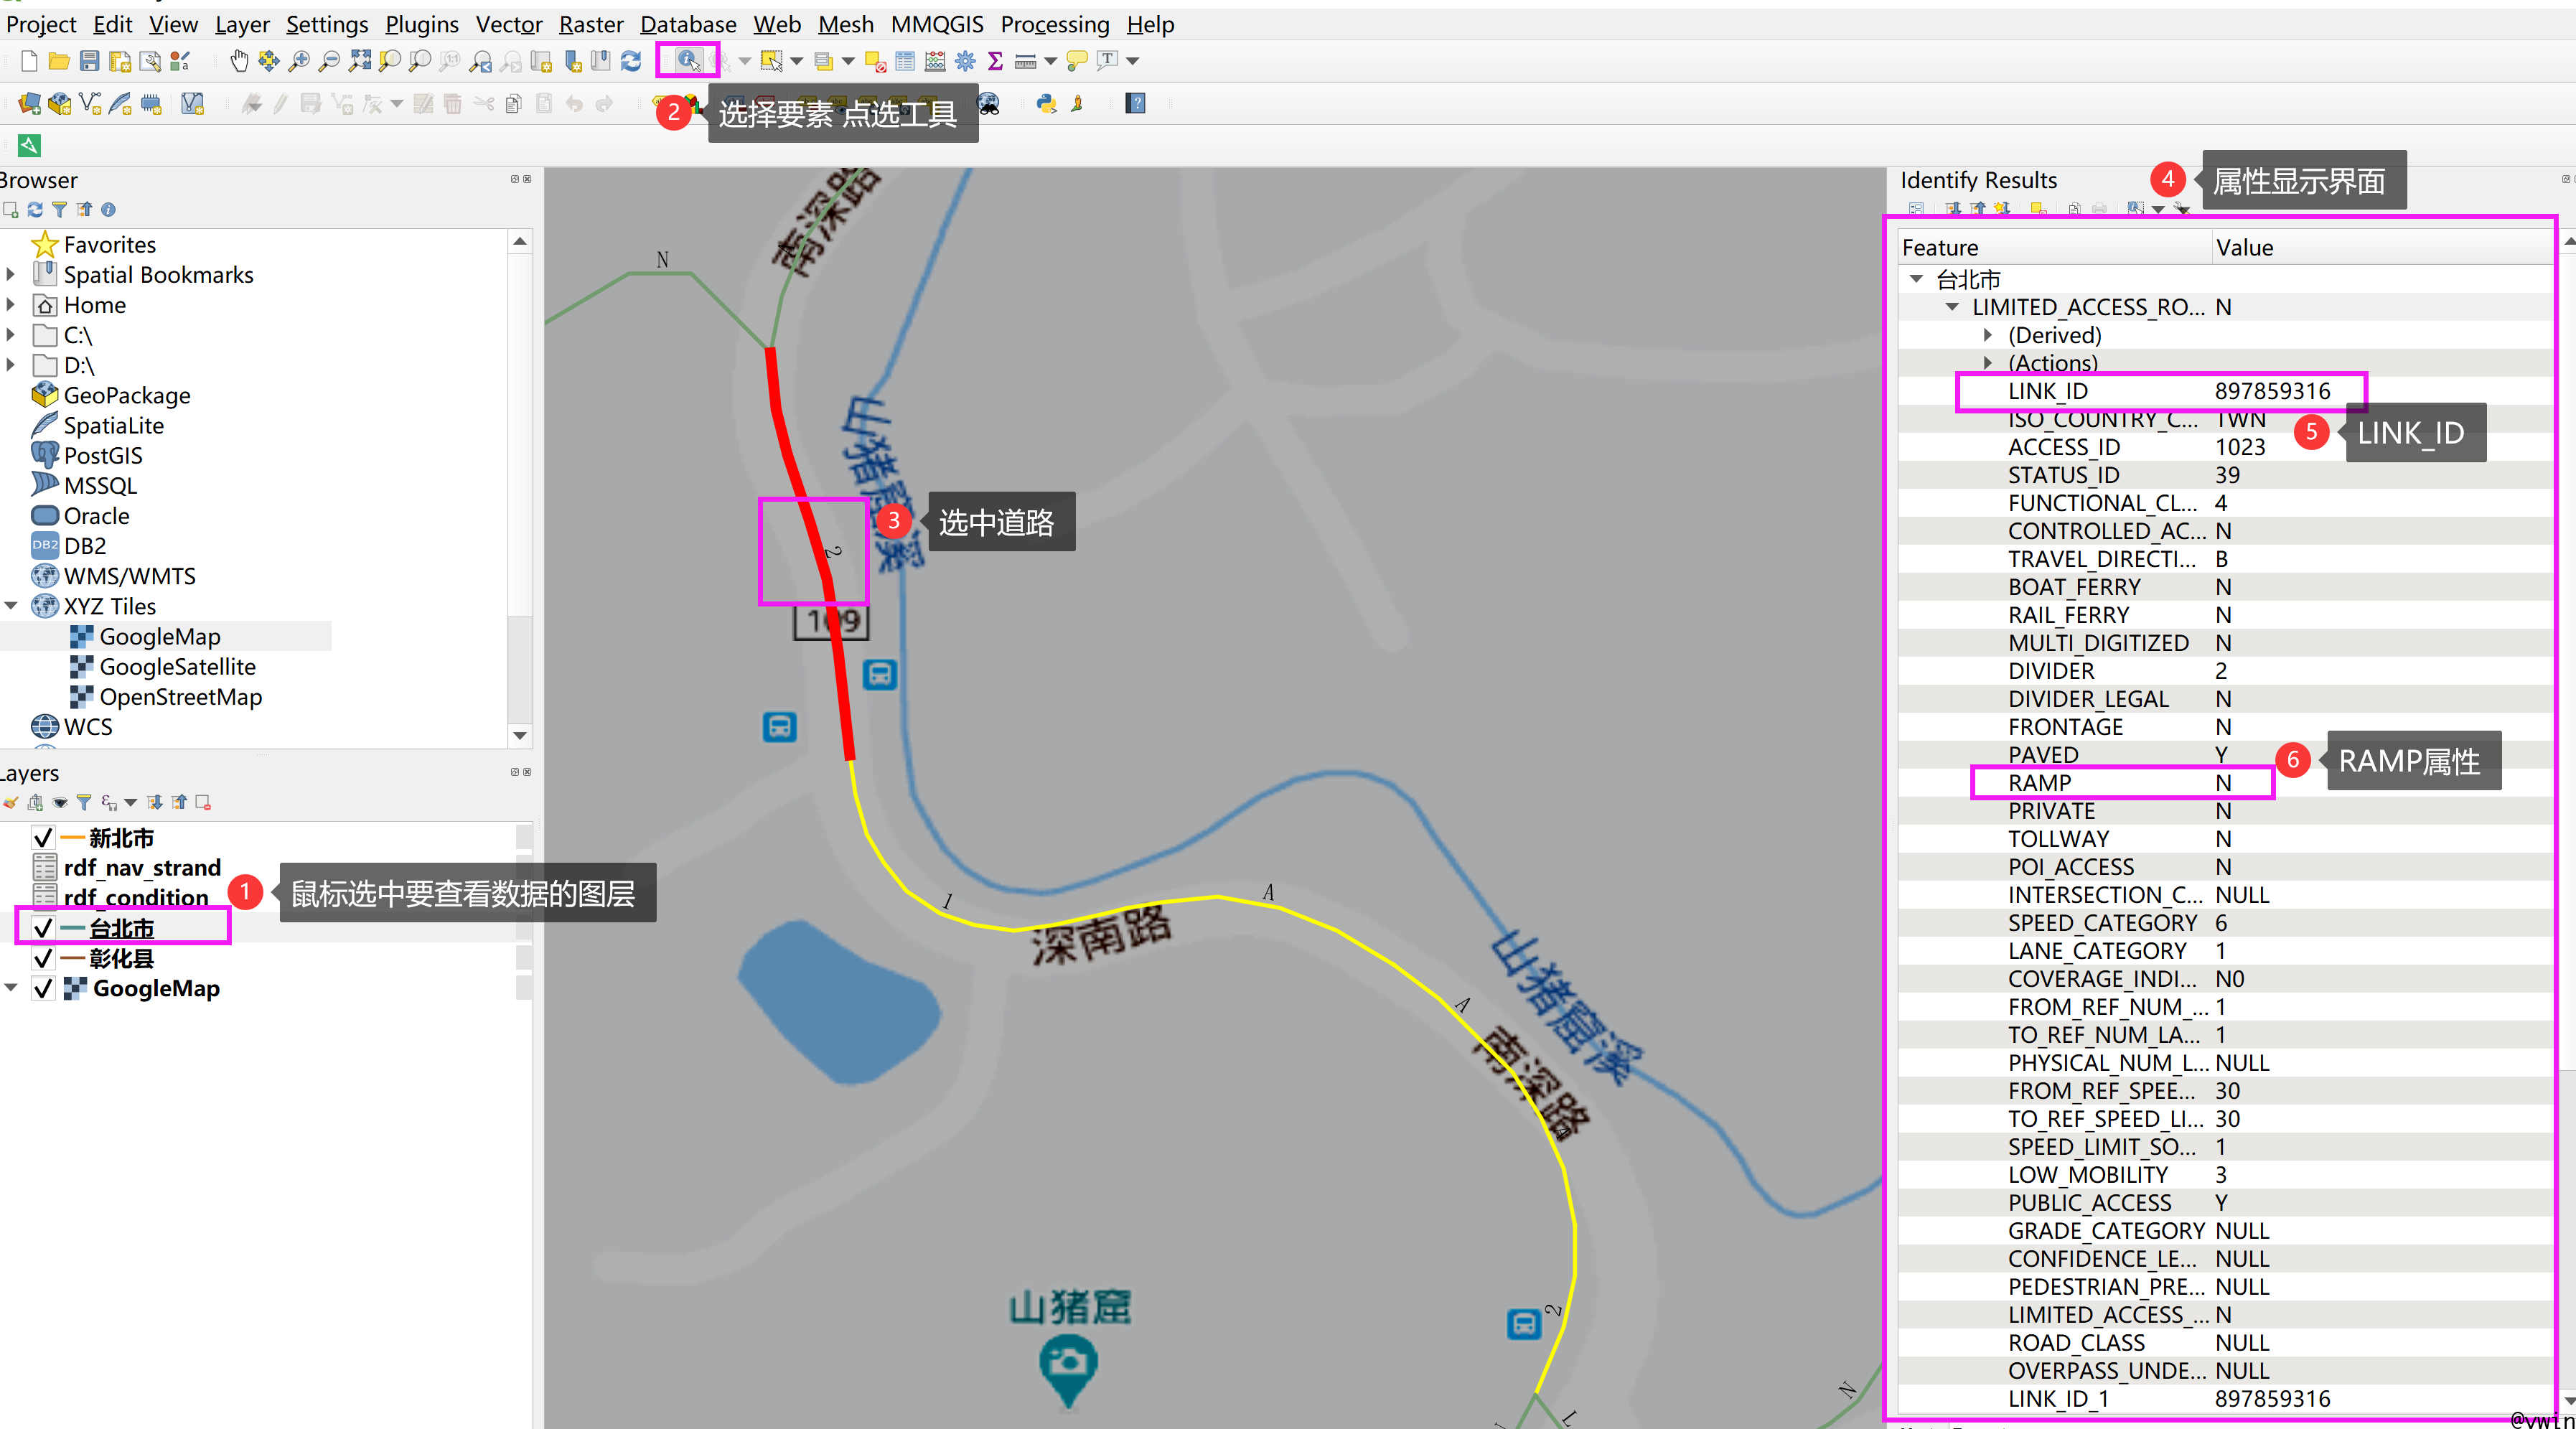 Project Edit View Layer Settings Plugins Vector Raster Database Web Mesh MMQGIS Processing Help
2 选择要素 点选工具
Browser
Favorites
Spatial Bookmarks
Home
C:\
D:\
GeoPackage
SpatiaLite
PostGIS
MSSQL
Oracle
DB2
WMS/WMTS
XYZ Tiles
GoogleMap
GoogleSatellite
OpenStreetMap
WCS
Layers
新北市
rdf_nav_strand
rdf_condition
1 鼠标选中要查看数据的图层
台北市
彰化县
GoogleMap
南深路
N
山猪窟溪
3 选中道路
2
109
1
A
深南路
A
山猪窟溪
南深路
A
山猪窟
2
N
L
Identify Results
4 属性显示界面
Feature Value
台北市
LIMITED_ACCESS_RO... N
(Derived)
(Actions)
LINK_ID 897859316
ISO_COUNTRY_C... TWN
5 LINK_ID
ACCESS_ID 1023
STATUS_ID 39
FUNCTIONAL_CL... 4
CONTROLLED_AC... N
TRAVEL_DIRECTI... B
BOAT_FERRY N
RAIL_FERRY N
MULTI_DIGITIZED N
DIVIDER 2
DIVIDER_LEGAL N
FRONTAGE N
PAVED Y
6 RAMP属性
RAMP N
PRIVATE N
TOLLWAY N
POI_ACCESS N
INTERSECTION_C... NULL
SPEED_CATEGORY 6
LANE_CATEGORY 1
COVERAGE_INDI... N0
FROM_REF_NUM_... 1
TO_REF_NUM_LA... 1
PHYSICAL_NUM_L... NULL
FROM_REF_SPEE... 30
TO_REF_SPEED_LI... 30
SPEED_LIMIT_SO... 1
LOW_MOBILITY 3
PUBLIC_ACCESS Y
GRADE_CATEGORY NULL
CONFIDENCE_LE... NULL
PEDESTRIAN_PRE... NULL
LIMITED_ACCESS_... N
ROAD_CLASS NULL
OVERPASS_UNDE... NULL
LINK_ID_1 897859316